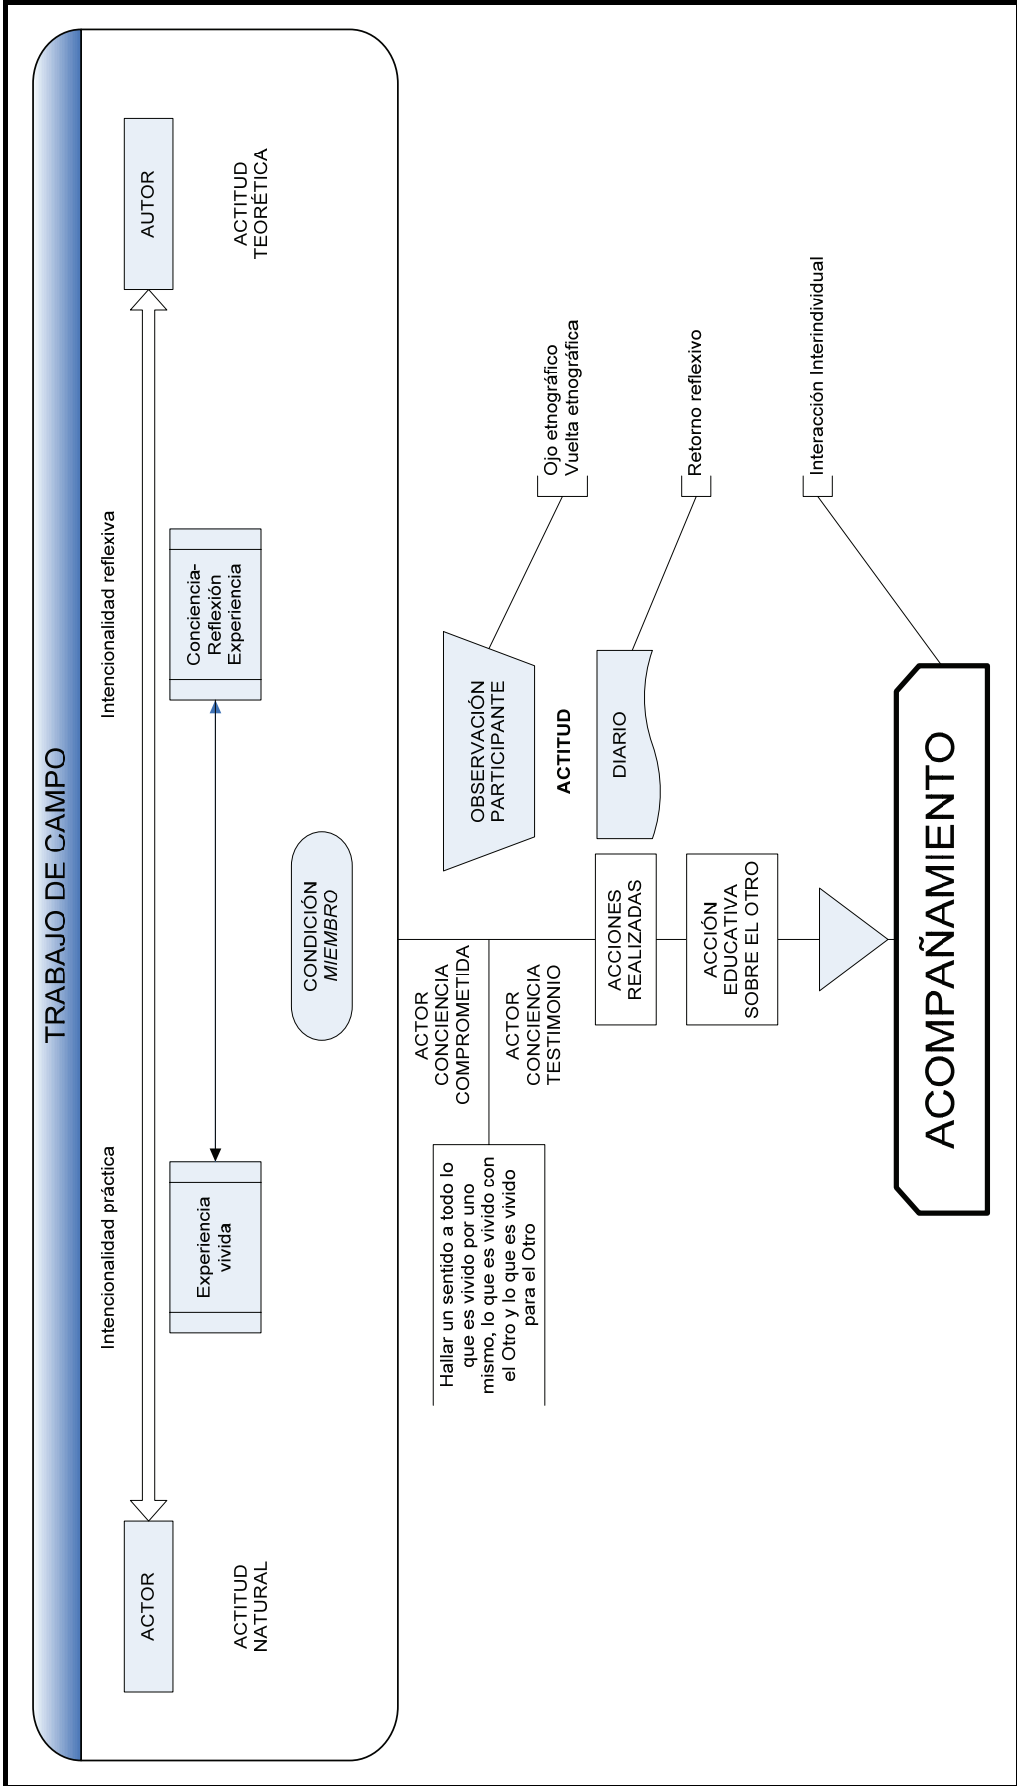 TRABAJO DE CAMPO
Intencionalidad práctica
Intencionalidad reflexiva
ACTOR
AUTOR
Experiencia
vivida
Conciencia-
Reflexión
Experiencia
ACTITUD
NATURAL
ACTITUD
TEORÉTICA
CONDICIÓN
MIEMBRO
ACTOR
CONCIENCIA
COMPROMETIDA
ACTOR
CONCIENCIA
TESTIMONIO
Hallar un sentido a todo lo
que es vivido por uno
mismo, lo que es vivido con
el Otro y lo que es vivido
para el Otro
OBSERVACIÓN
PARTICIPANTE
Ojo etnográfico
Vuelta etnográfica
ACTITUD
DIARIO
Retorno reflexivo
ACCIONES
REALIZADAS
ACCIÓN
EDUCATIVA
SOBRE EL OTRO
Interacción Interindividual
ACOMPAÑAMIENTO